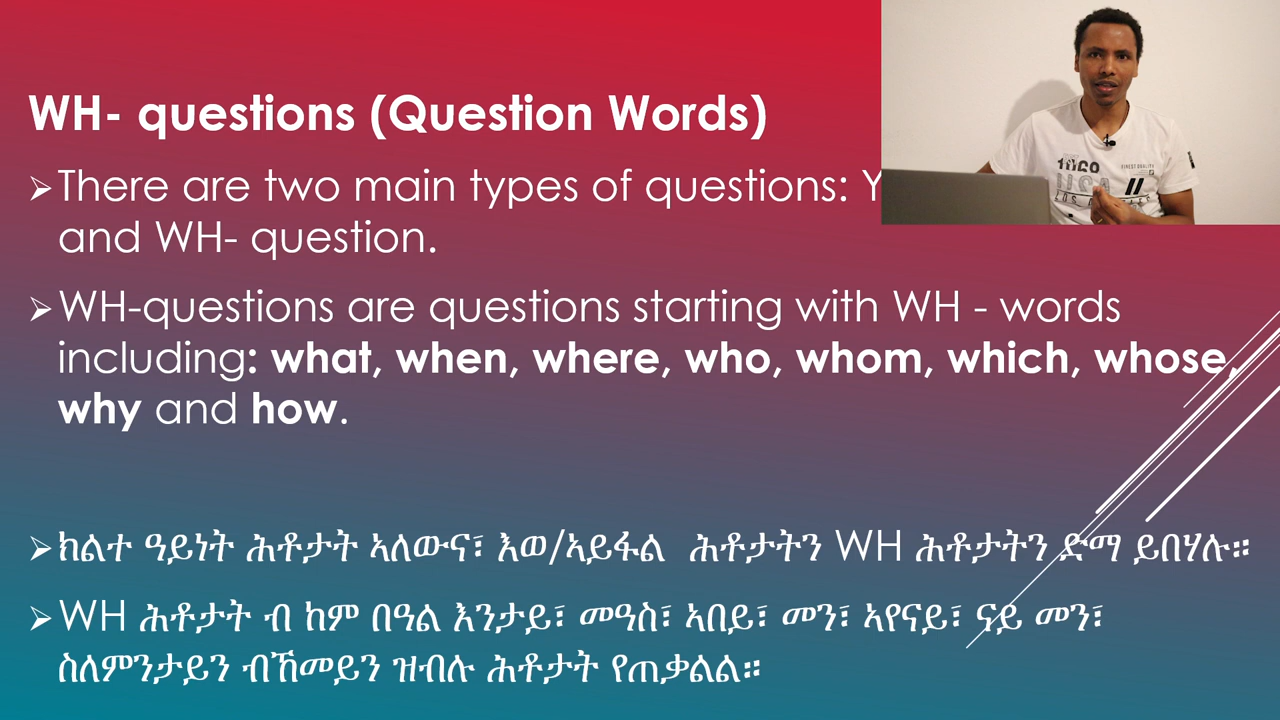 WH- questions (Question Words)
➢There are two main types of questions: Y
and WH- question.
➢WH-questions are questions starting with WH - words
including: what, when, where, who, whom, which, whose,
why and how.
➢ክልተ ዓይነት ሕቶታት ኣለውና፣ እወ/ኣይፋል ሕቶታትን WH ሕቶታትን ድማ ይበሃሉ።
➢WH ሕቶታት ብ ከም በዓል እንታይ፣ መዓስ፣ ኣበይ፣ መን፣ ኣየናይ፣ ናይ መን፣
ስለምንታይን ብኸመይን ዝብሉ ሕቶታት የጠቃልል።
FINEST QUALITY
USA